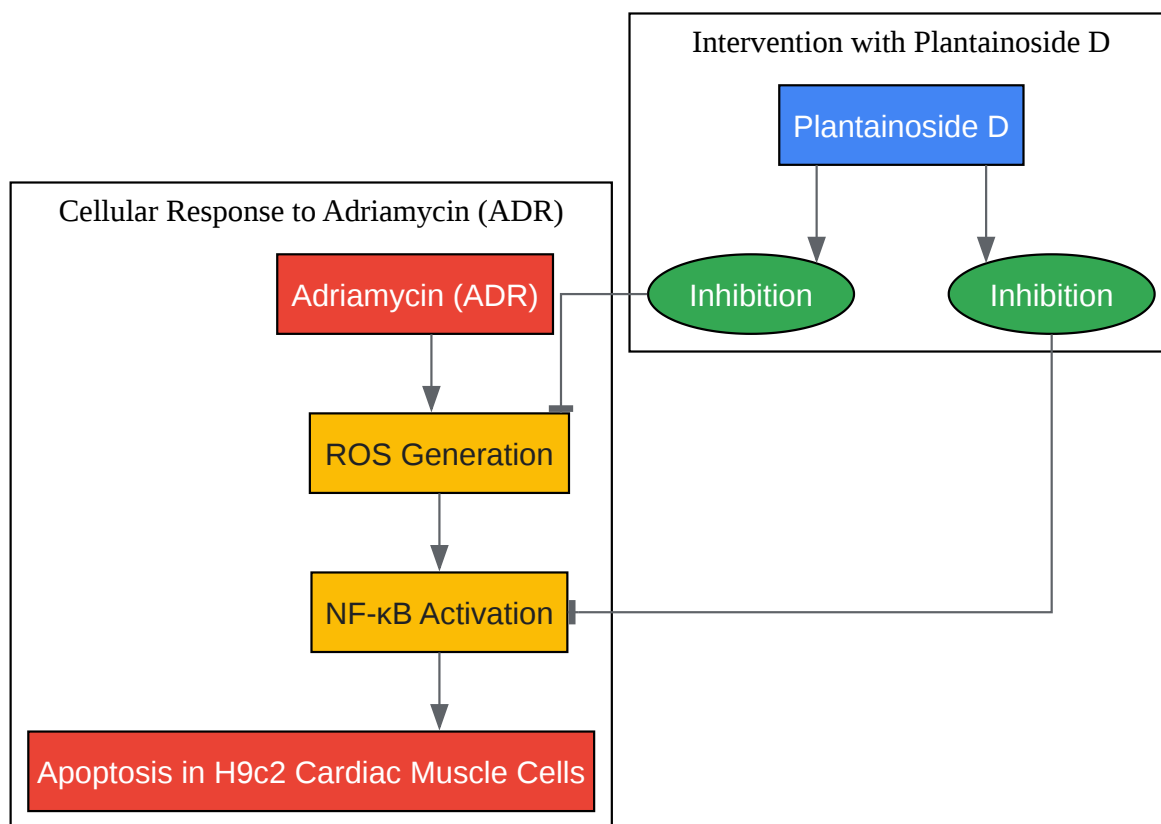 Intervention with Plantainoside D
Plantainoside D
Inhibition
Inhibition
Cellular Response to Adriamycin (ADR)
Adriamycin (ADR)
ROS Generation
NF-κB Activation
Apoptosis in H9c2 Cardiac Muscle Cells